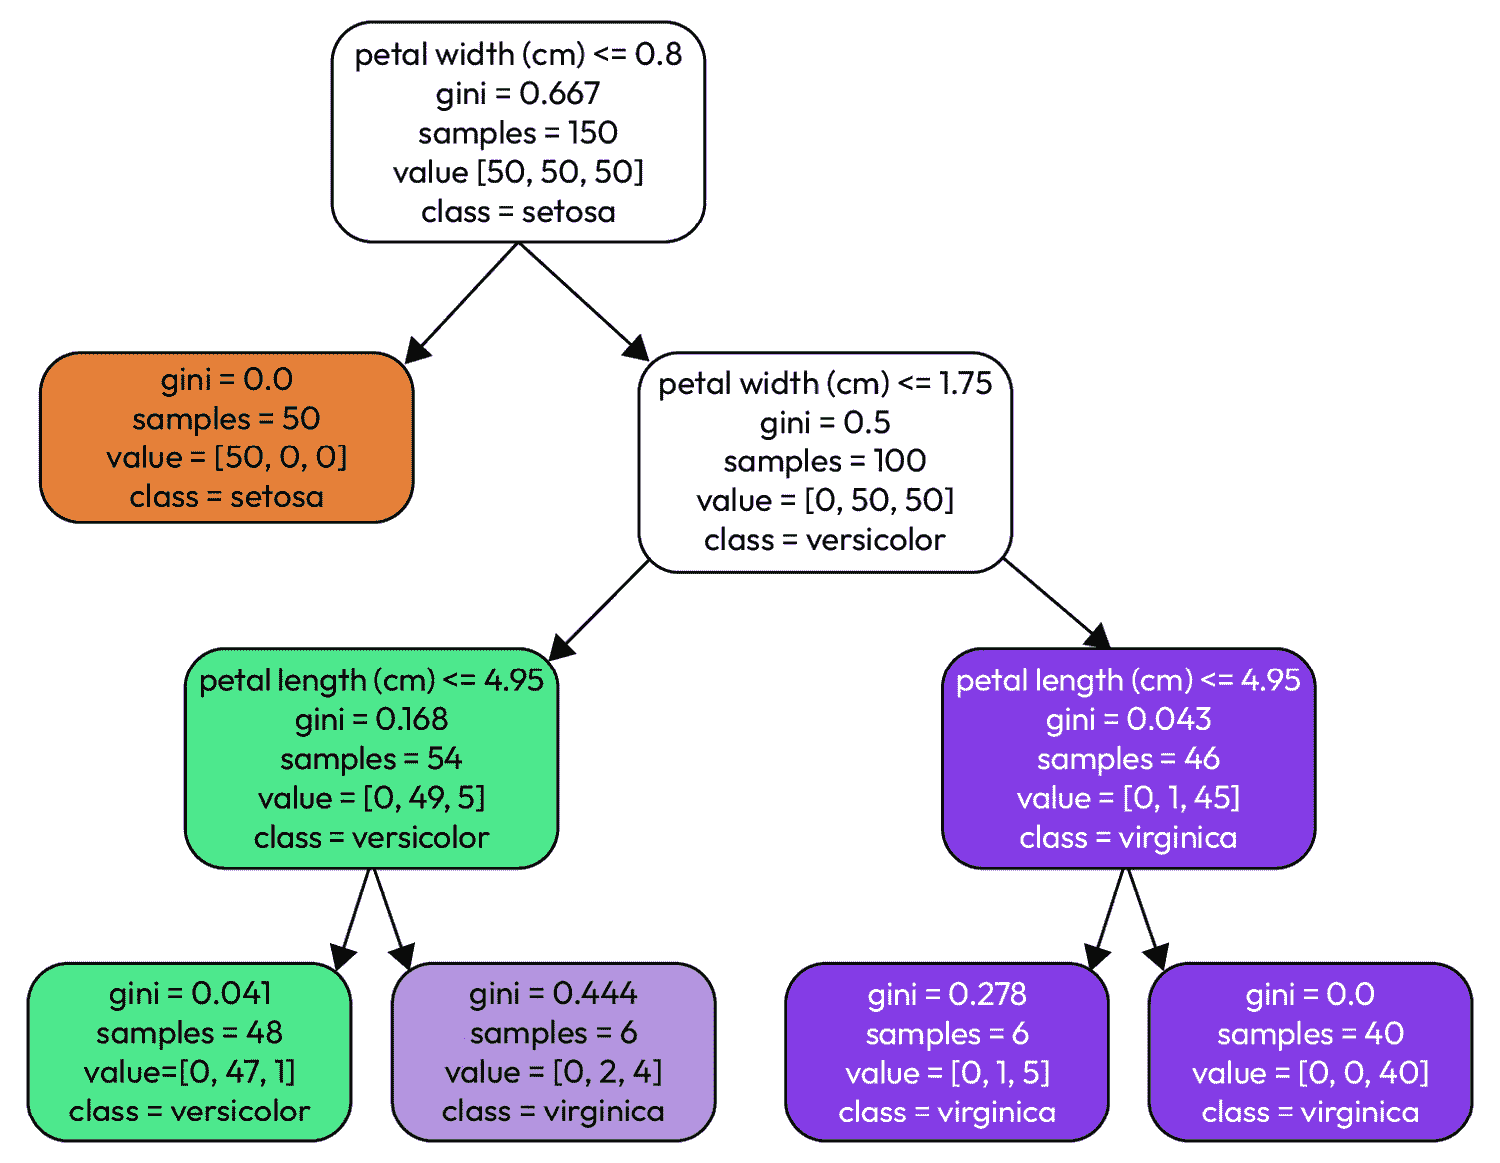 petal width (cm) <= 0.8
gini = 0.667
samples = 150
value [50, 50, 50]
class = setosa
gini = 0.0
samples = 50
value = [50, 0, 0]
class = setosa
petal width (cm) <= 1.75
gini = 0.5
samples = 100
value = [0, 50, 50]
class = versicolor
petal length (cm) <= 4.95
gini = 0.168
samples = 54
value = [0, 49, 5]
class = versicolor
petal length (cm) <= 4.95
gini = 0.043
samples = 46
value = [0, 1, 45]
class = virginica
gini = 0.041
samples = 48
value=[0, 47, 1]
class = versicolor
gini = 0.444
samples = 6
value = [0, 2, 4]
class = virginica
gini = 0.278
samples = 6
value = [0, 1, 5]
class = virginica
gini = 0.0
samples = 40
value = [0, 0, 40]
class = virginica